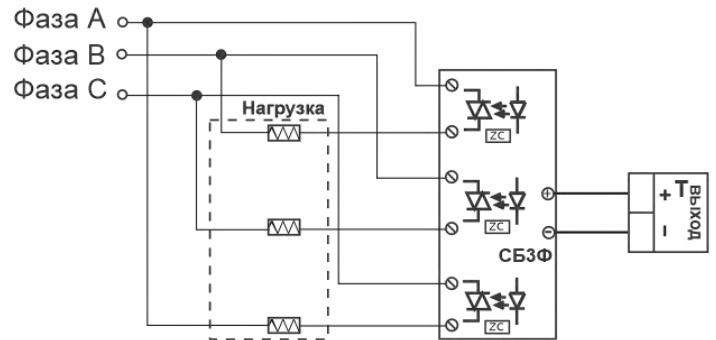 Фаза А
Фаза В
Фаза С
Нагрузка
ZC
ZC
СБ3Ф
ZC
+
−
+ Т
выход
−